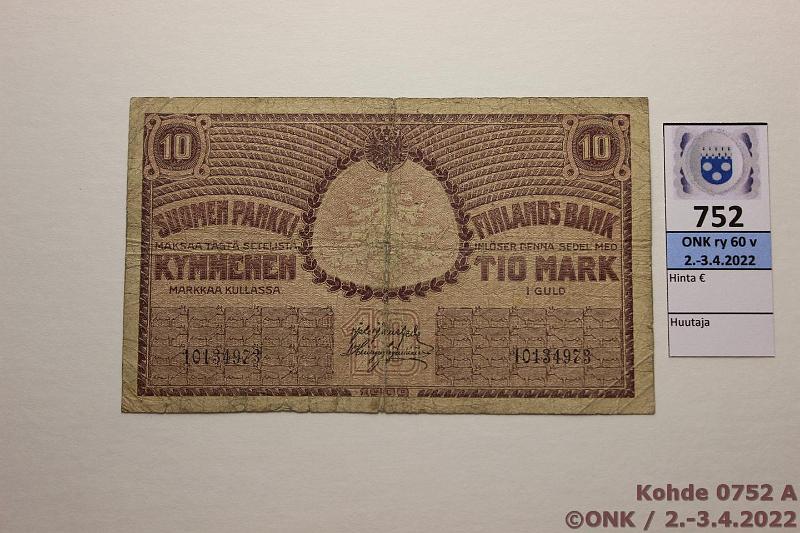 10
10
SUOMEN PANKKI
FINLANDS BANK
MAKSAA TÄSTÄ SETELISTÄ
INLÖSER DENNA SEDEL MED
KYMMENEN
TIO MARK
MARKKAA KULLASSA
I GULD
10
10134973
10134973
1909
752
ONK ry 60 v
2.-3.4.2022
Hinta €
Huutaja
Kohde 0752 A
©ONK / 2.-3.4.2022